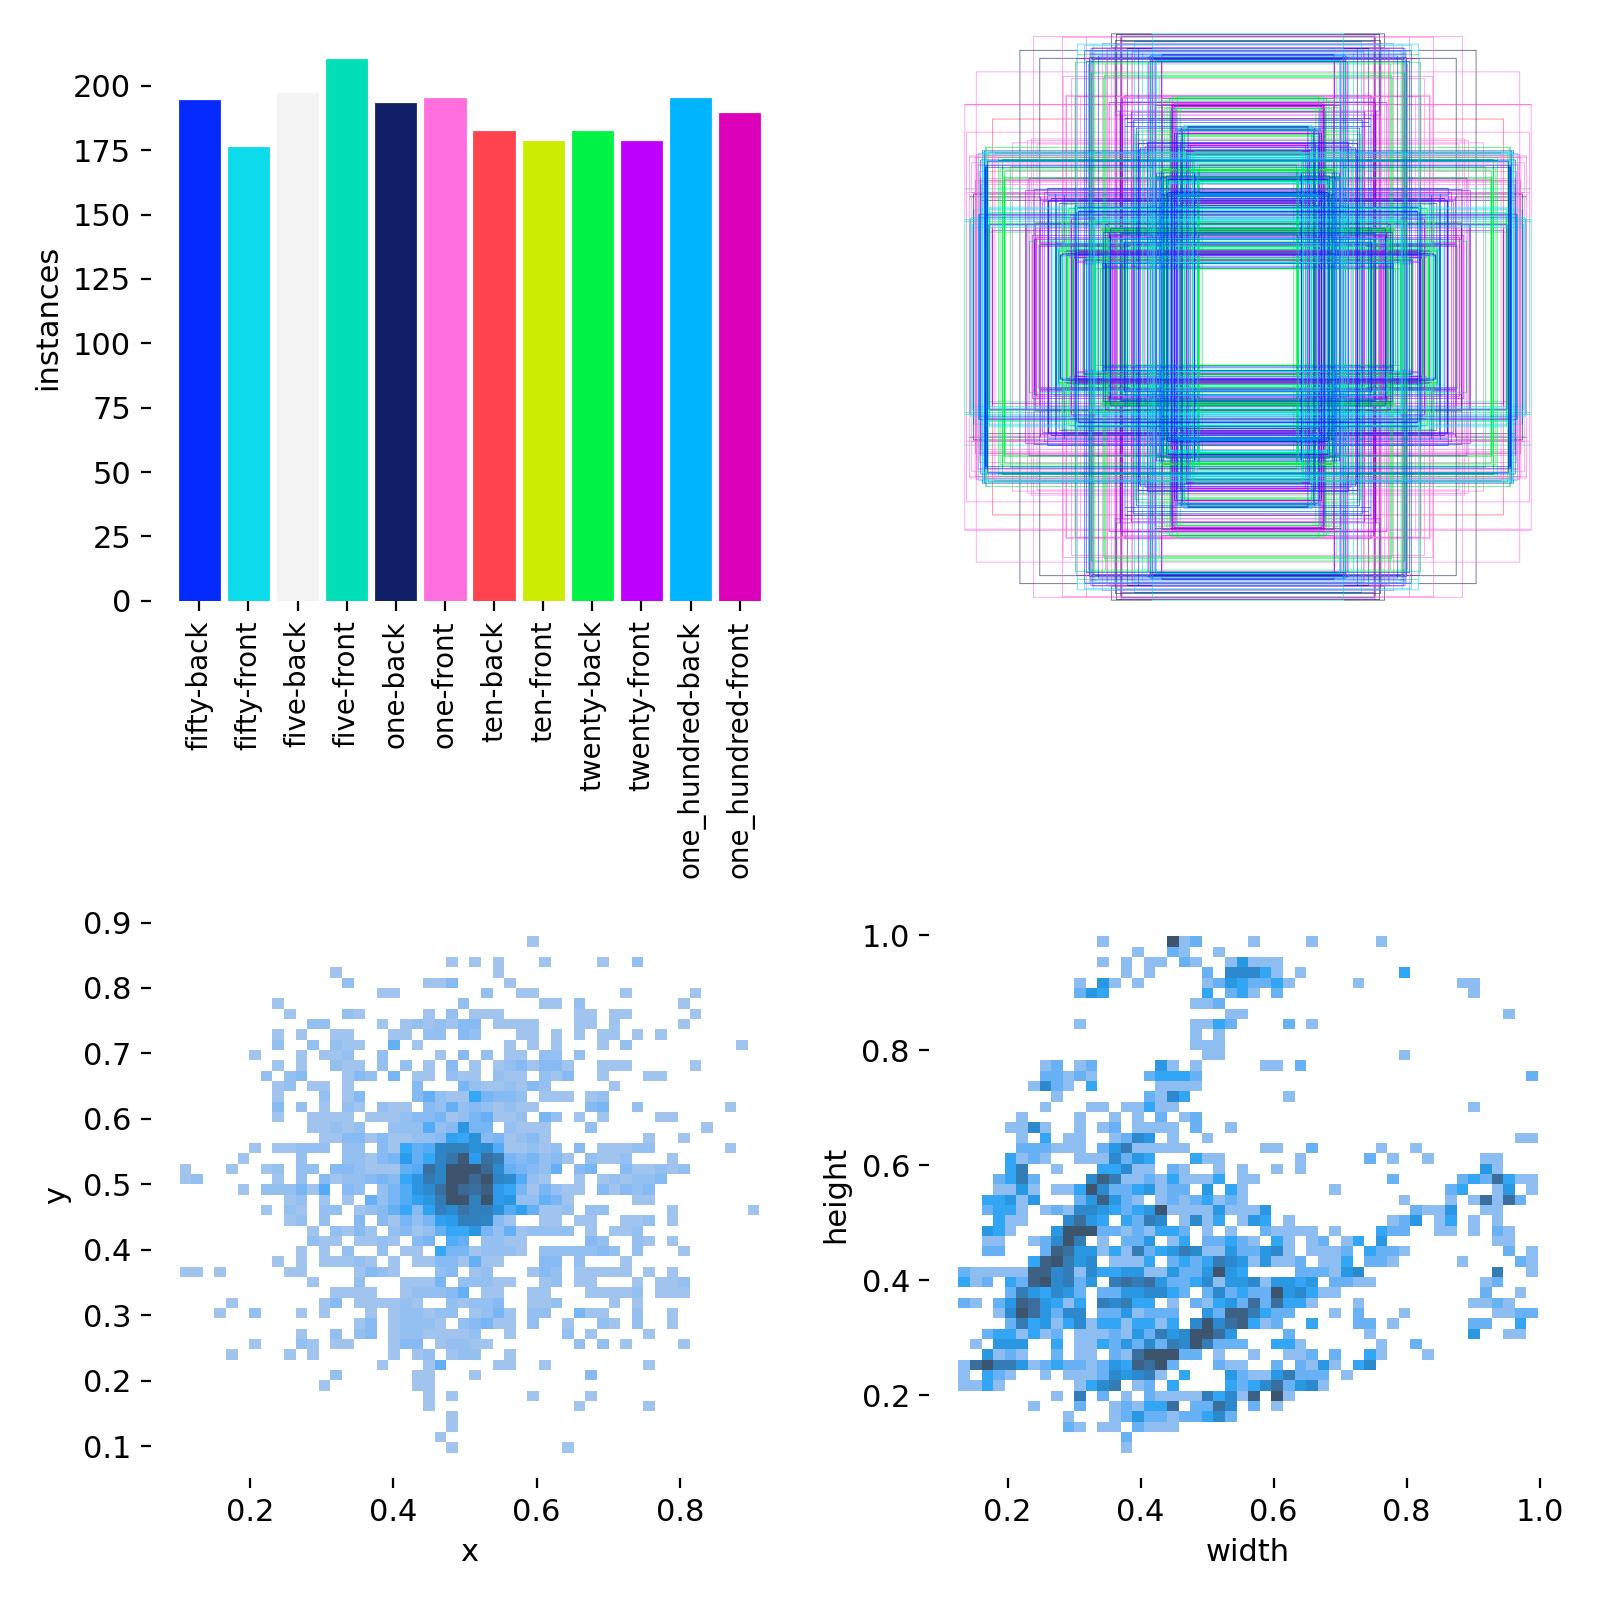 200
175
150
125
100
75
50
25
0
instances
fifty-back
fifty-front
five-back
five-front
one-back
one-front
ten-back
ten-front
twenty-back
twenty-front
one_hundred-back
one_hundred-front
0.9
0.8
0.7
0.6
0.5
0.4
0.3
0.2
0.1
y
0.2 0.4 0.6 0.8
x
1.0
0.8
0.6
0.4
0.2
height
0.2 0.4 0.6 0.8 1.0
width